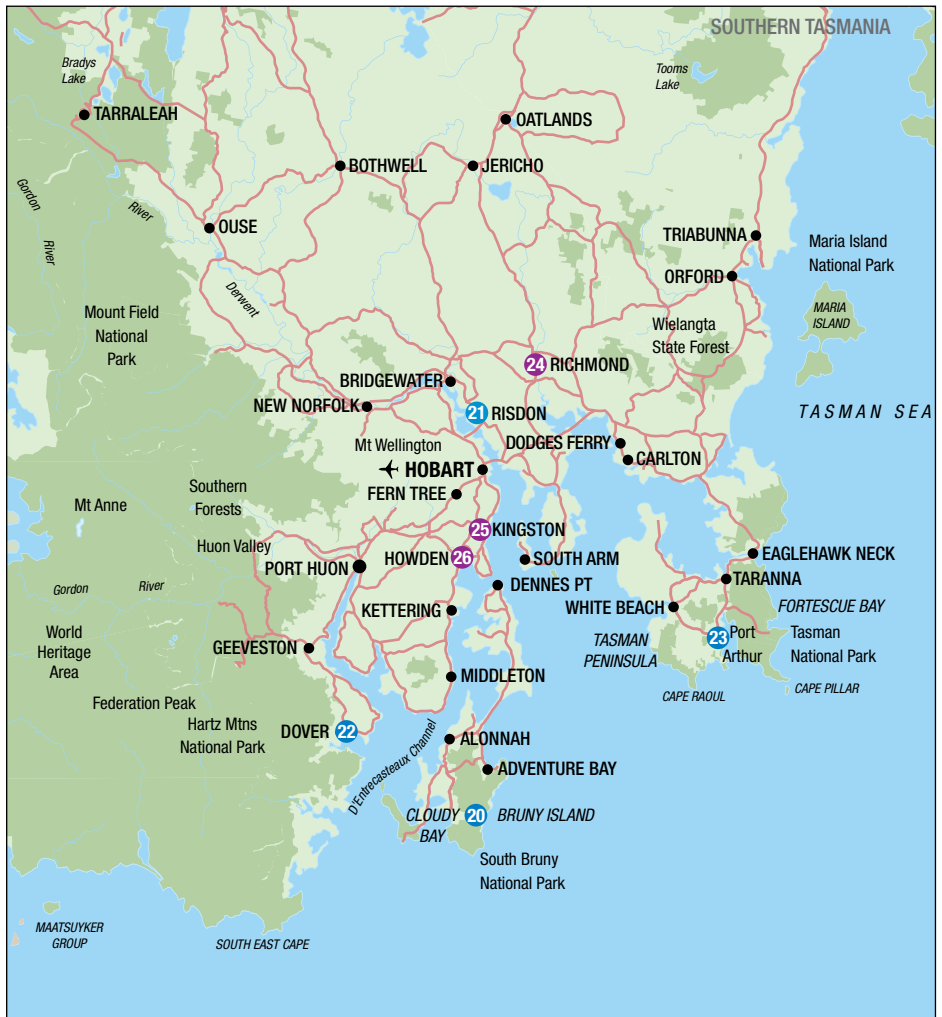 SOUTHERN TASMANIA
Bradys
Lake
Tooms
Lake
TARRALEAH
OATLANDS
BOTHWELL
JERICHO
Gordon
River
River
OUSE
TRIABUNNA
Maria Island
National Park
ORFORD
Derwent
Mount Field
National
Park
MARIA
ISLAND
Wielangta
State Forest
24 RICHMOND
BRIDGEWATER
NEW NORFOLK
21 RISDON
TASMAN SEA
Mt Wellington
DODGES FERRY
HOBART
CARLTON
FERN TREE
Southern
Forests
Mt Anne
25 KINGSTON
Huon Valley
HOWDEN 26
SOUTH ARM
EAGLEHAWK NECK
PORT HUON
TARANNA
Gordon
River
DENNES PT
WHITE BEACH
FORTESCUE BAY
KETTERING
World
Heritage
Area
23 Port
Arthur
Tasman
National Park
TASMAN
PENINSULA
GEEVESTON
MIDDLETON
CAPE RAOUL
CAPE PILLAR
Federation Peak
Hartz Mtns
National Park
DOVER 22
D'Entrecasteaux Channel
ALONNAH
ADVENTURE BAY
CLOUDY
BAY
20 BRUNY ISLAND
South Bruny
National Park
MAATSUYKER
GROUP
SOUTH EAST CAPE